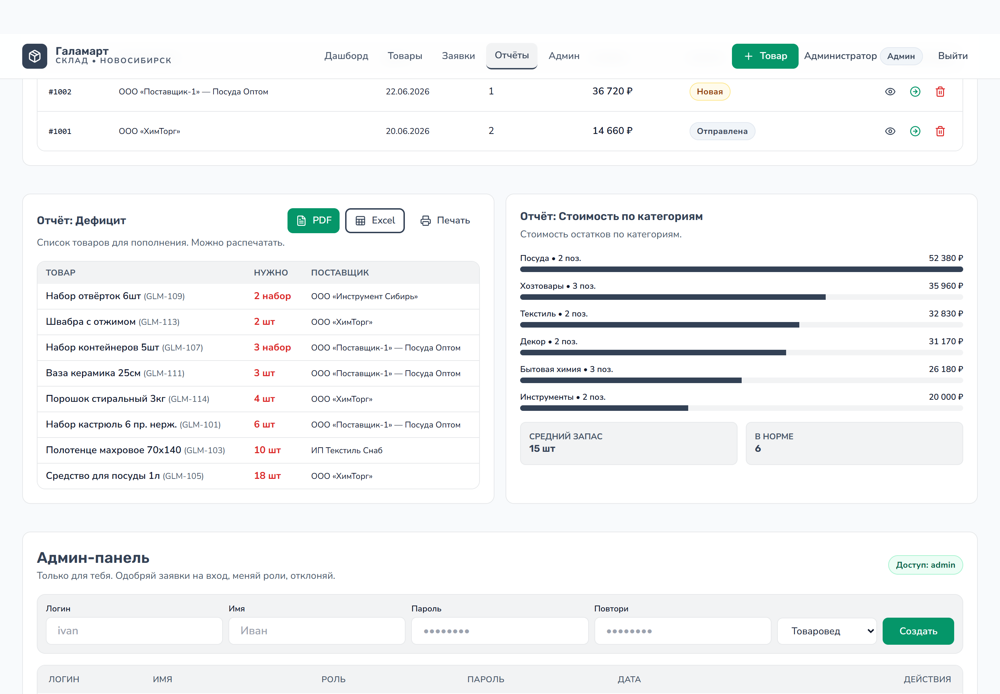 Галамарт
СКЛАД • НОВОСИБИРСК
Дашборд Товары Заявки Отчёты Админ
+ Товар Администратор Админ Выйти
#1002 ООО «Поставщик-1» — Посуда Оптом 22.06.2026 1 36 720 ₽ Новая
#1001 ООО «ХимТорг» 20.06.2026 2 14 660 ₽ Отправлена
Отчёт: Дефицит PDF Excel Печать
Список товаров для пополнения. Можно распечатать.
ТОВАР НУЖНО ПОСТАВЩИК
Набор отвёрток 6шт (GLM-109) 2 набор ООО «Инструмент Сибирь»
Швабра с отжимом (GLM-113) 2 шт ООО «ХимТорг»
Набор контейнеров 5шт (GLM-107) 3 набор ООО «Поставщик-1» — Посуда Оптом
Ваза керамика 25см (GLM-111) 3 шт ООО «Поставщик-1» — Посуда Оптом
Порошок стиральный 3кг (GLM-114) 4 шт ООО «ХимТорг»
Набор кастрюль 6 пр. нерж. (GLM-101) 6 шт ООО «Поставщик-1» — Посуда Оптом
Полотенце махровое 70х140 (GLM-103) 10 шт ИП Текстиль Снаб
Средство для посуды 1л (GLM-105) 18 шт ООО «ХимТорг»
Отчёт: Стоимость по категориям
Стоимость остатков по категориям.
Посуда • 2 поз. 52 380 ₽
Хозтовары • 3 поз. 35 960 ₽
Текстиль • 2 поз. 32 830 ₽
Декор • 2 поз. 31 170 ₽
Бытовая химия • 3 поз. 26 180 ₽
Инструменты • 2 поз. 20 000 ₽
СРЕДНИЙ ЗАПАС
15 шт
В НОРМЕ
6
Админ-панель
Только для тебя. Одобряй заявки на вход, меняй роли, отклоняй.
Доступ: admin
Логин Имя Пароль Повтори
ivan Иван •••••••• •••••••• Товаровед Создать
ЛОГИН ИМЯ РОЛЬ ПАРОЛЬ ДАТА ДЕЙСТВИЯ